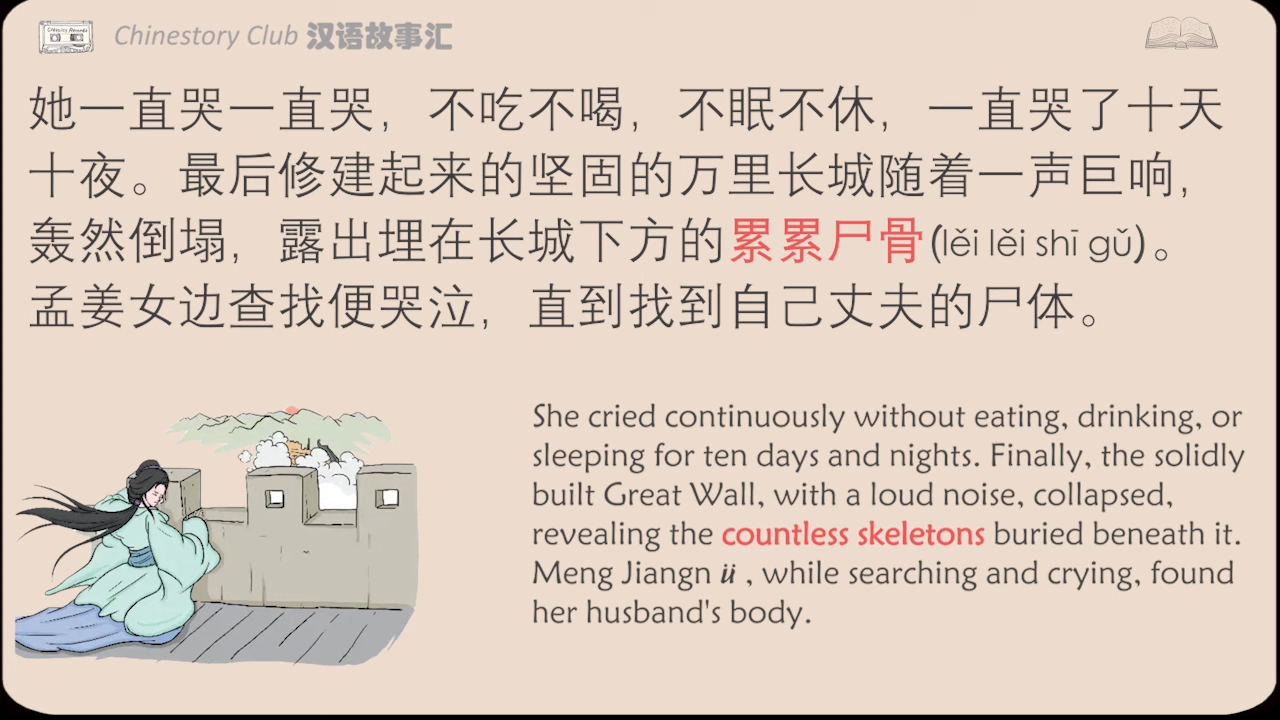 Chinestory Club 汉语故事汇
她一直哭一直哭，不吃不喝，不眠不休，一直哭了十天
十夜。最后修建起来的坚固的万里长城随着一声巨响，
轰然倒塌，露出埋在长城下方的累累尸骨(lěi lěi shī gǔ)。
孟姜女边查找便哭泣，直到找到自己丈夫的尸体。
She cried continuously without eating, drinking, or
sleeping for ten days and nights. Finally, the solidly
built Great Wall, with a loud noise, collapsed,
revealing the countless skeletons buried beneath it.
Meng Jiangn ü , while searching and crying, found
her husband's body.